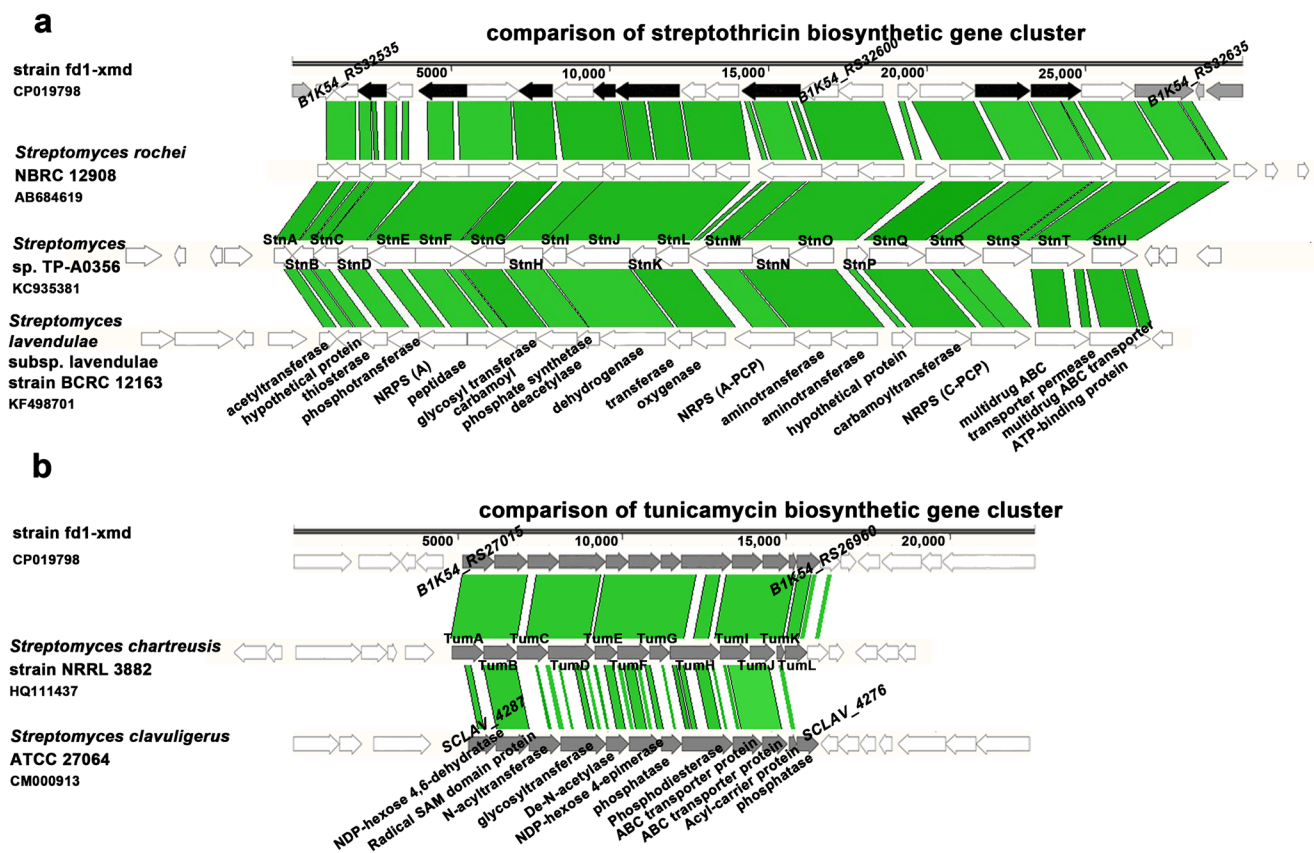 a
comparison of streptothricin biosynthetic gene cluster
strain fd1-xmd
CP019798
B1K54_RS32535
B1K54_RS32600
B1K54_RS32635
5000
10,000
15,000
20,000
25,000
Streptomyces rochei
NBRC 12908
AB684619
Streptomyces
sp. TP-A0356
KC935381
StnA
StnC
StnE
StnF
StnG
StnI
StnJ
StnL
StnM
StnO
StnQ
StnR
StnS
StnT
StnU
StnB
StnD
StnH
StnK
StnN
StnP
Streptomyces
lavendulae
subsp. lavendulae
strain BCRC 12163
KF498701
acetyltransferase
hypothetical protein
thiosterase
phosphotransferase
NRPS (A)
peptidase
glycosyl transferase
carbamoyl
phosphate synthetase
deacetylase
dehydrogenase
transferase
oxygenase
NRPS (A-PCP)
aminotransferase
aminotransferase
hypothetical protein
carbamoyltransferase
NRPS (C-PCP)
multidrug ABC
transporter permease
multidrug ABC transporter
ATP-binding protein
b
comparison of tunicamycin biosynthetic gene cluster
strain fd1-xmd
CP019798
5000
10,000
15,000
20,000
B1K54_RS27015
B1K54_RS26960
Streptomyces chartreusis
strain NRRL 3882
HQ111437
TumA
TumC
TumE
TumG
TumI
TumK
TumB
TumD
TumF
TumH
TumJ
TumL
Streptomyces clavuligerus
ATCC 27064
CM000913
SCLAV_4287
SCLAV_4276
NDP-hexose 4,6-dehydratase
Radical SAM domain protein
N-acyltransferase
glycosyltransferase
De-N-acetylase
NDP-hexose 4-epimerase
phosphatase
Phosphodiesterase
ABC transporter protein
ABC transporter protein
Acyl-carrier protein
phosphatase